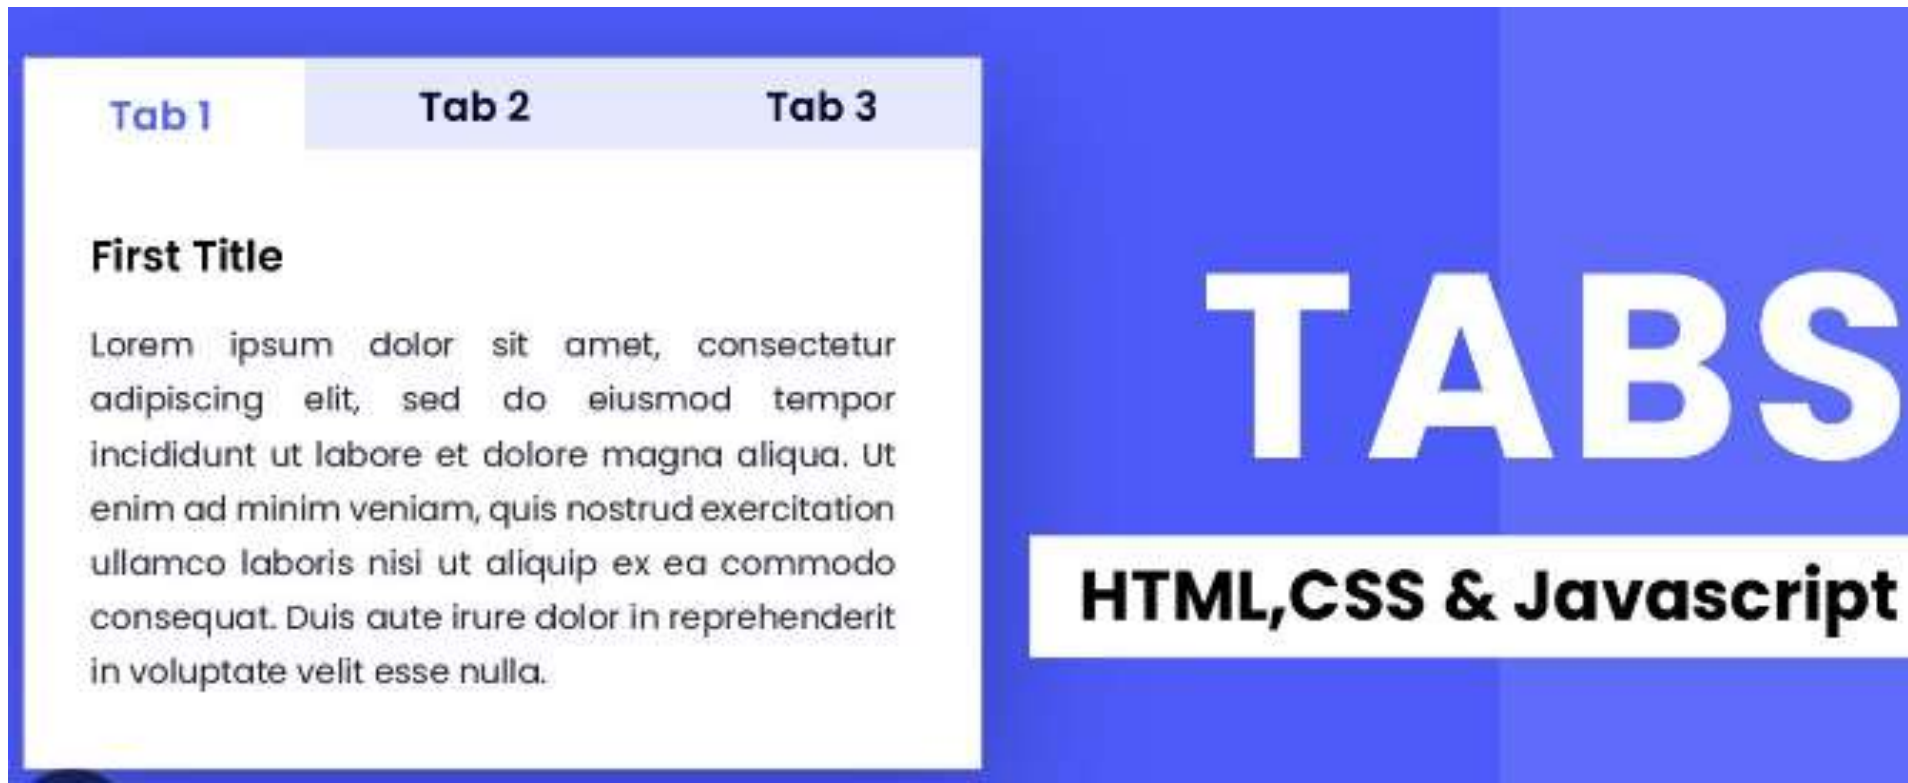 Tab 1 Tab 2 Tab 3
First Title
Lorem ipsum dolor sit amet, consectetur
adipiscing elit, sed do eiusmod tempor
incididunt ut labore et dolore magna aliqua. Ut
enim ad minim veniam, quis nostrud exercitation
ullamco laboris nisi ut aliquip ex ea commodo
consequat. Duis aute irure dolor in reprehenderit
in voluptate velit esse nulla.
TABS
HTML,CSS & Javascript